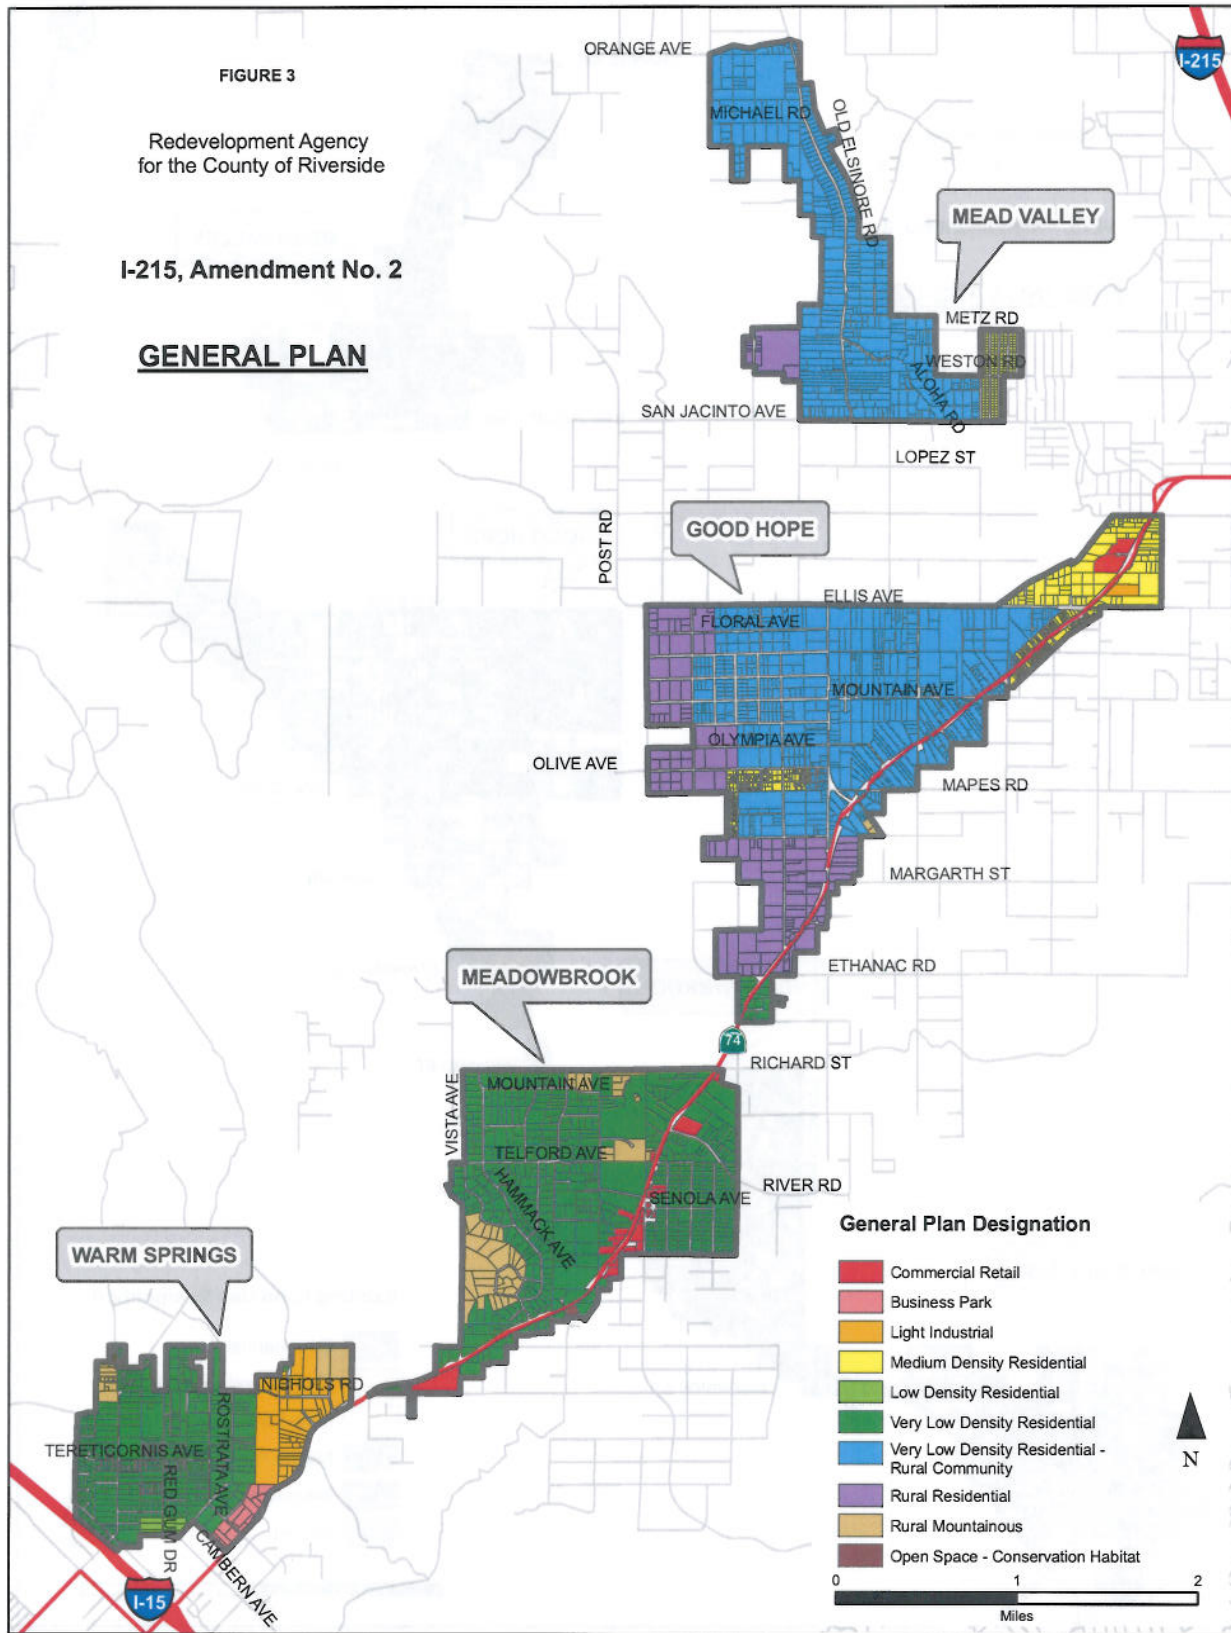 FIGURE 3
Redevelopment Agency
for the County of Riverside
I-215, Amendment No. 2
GENERAL PLAN
I-215
ORANGE AVE
MICHAEL RD
OLD ELSINORE RD
MEAD VALLEY
METZ RD
WESTON RD
ALOHA RD
SAN JACINTO AVE
LOPEZ ST
POST RD
GOOD HOPE
ELLIS AVE
FLORAL AVE
MOUNTAIN AVE
OLYMPIA AVE
OLIVE AVE
MAPES RD
MARGARTH ST
ETHANAC RD
MEADOWBROOK
74
RICHARD ST
VISTA AVE
MOUNTAIN AVE
TELFORD AVE
HAMMACK AVE
SENOLA AVE
RIVER RD
WARM SPRINGS
NICHOLS RD
ROSTRATA AVE
TERETICORNIS AVE
RED GUM DR
CAMBERN AVE
I-15
General Plan Designation
Commercial Retail
Business Park
Light Industrial
Medium Density Residential
Low Density Residential
Very Low Density Residential
Very Low Density Residential -
Rural Community
Rural Residential
Rural Mountainous
Open Space - Conservation Habitat
N
0 1 2
Miles